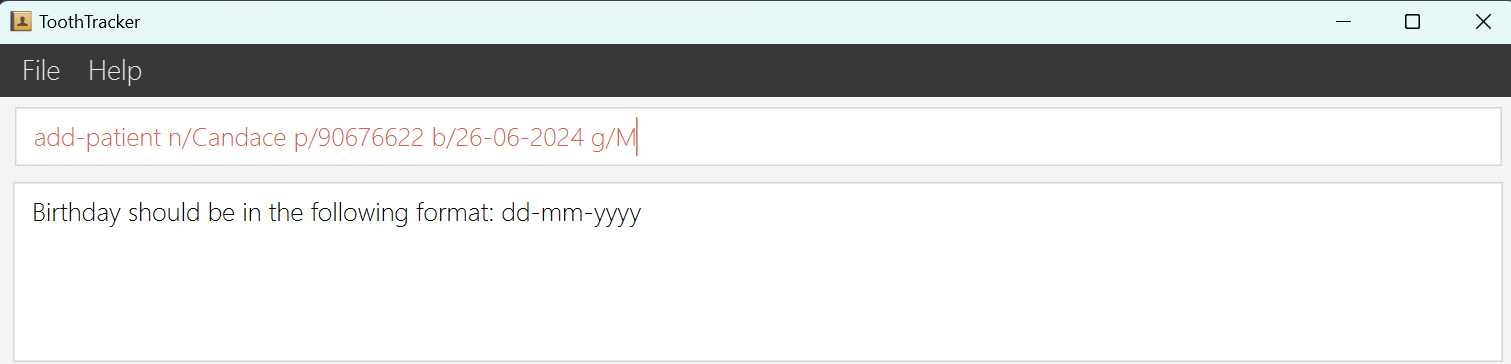 ToothTracker
File Help
add-patient n/Candace p/90676622 b/26-06-2024 g/M
Birthday should be in the following format: dd-mm-yyyy